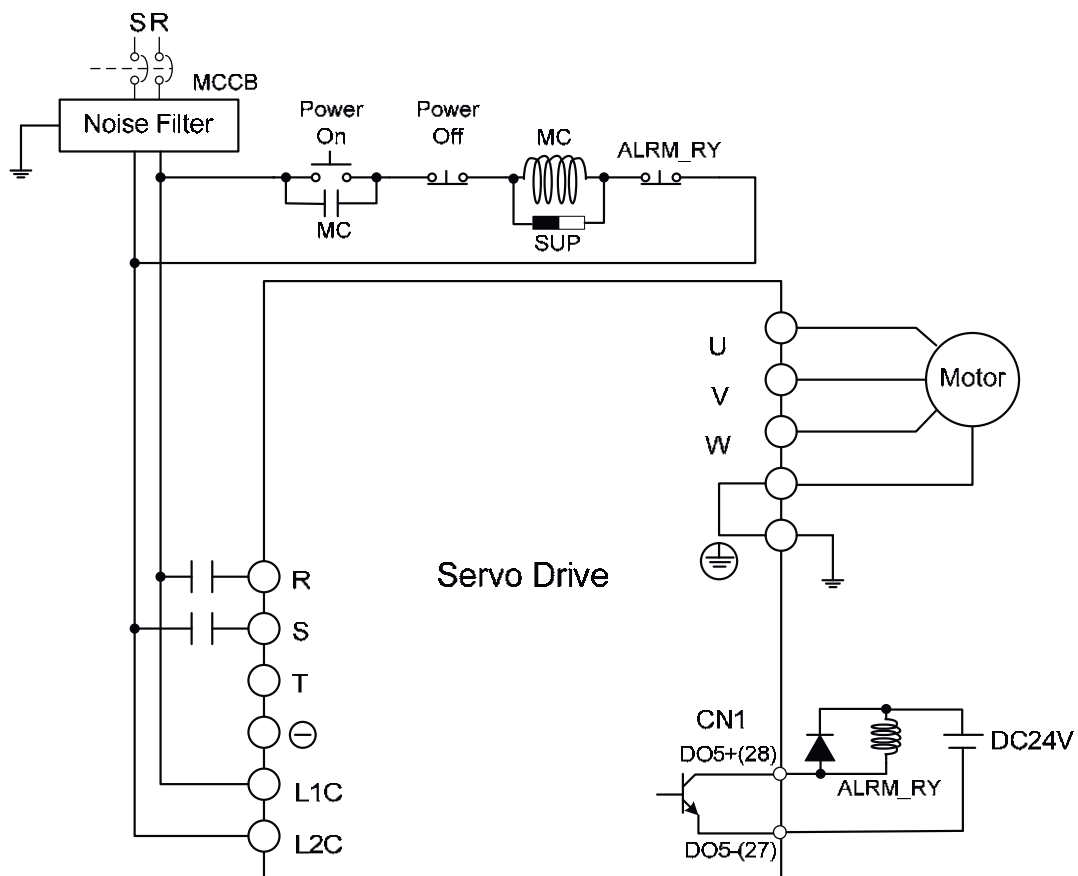 SR
MCCB
Noise Filter
Power
On
Power
Off
MC
ALRM_RY
MC
SUP
U
V
W
Motor
Servo Drive
R
S
T
L1C
L2C
CN1
DO5+(28)
DO5-(27)
ALRM_RY
DC24V